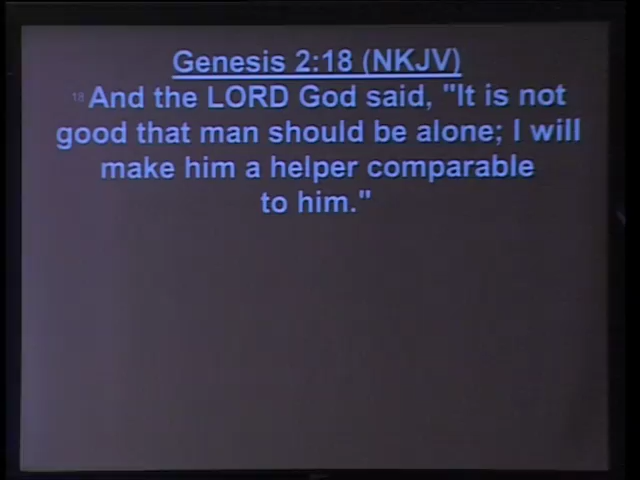 Genesis 2:18 (NKJV)
18 And the LORD God said, "It is not
good that man should be alone; I will
make him a helper comparable
to him."